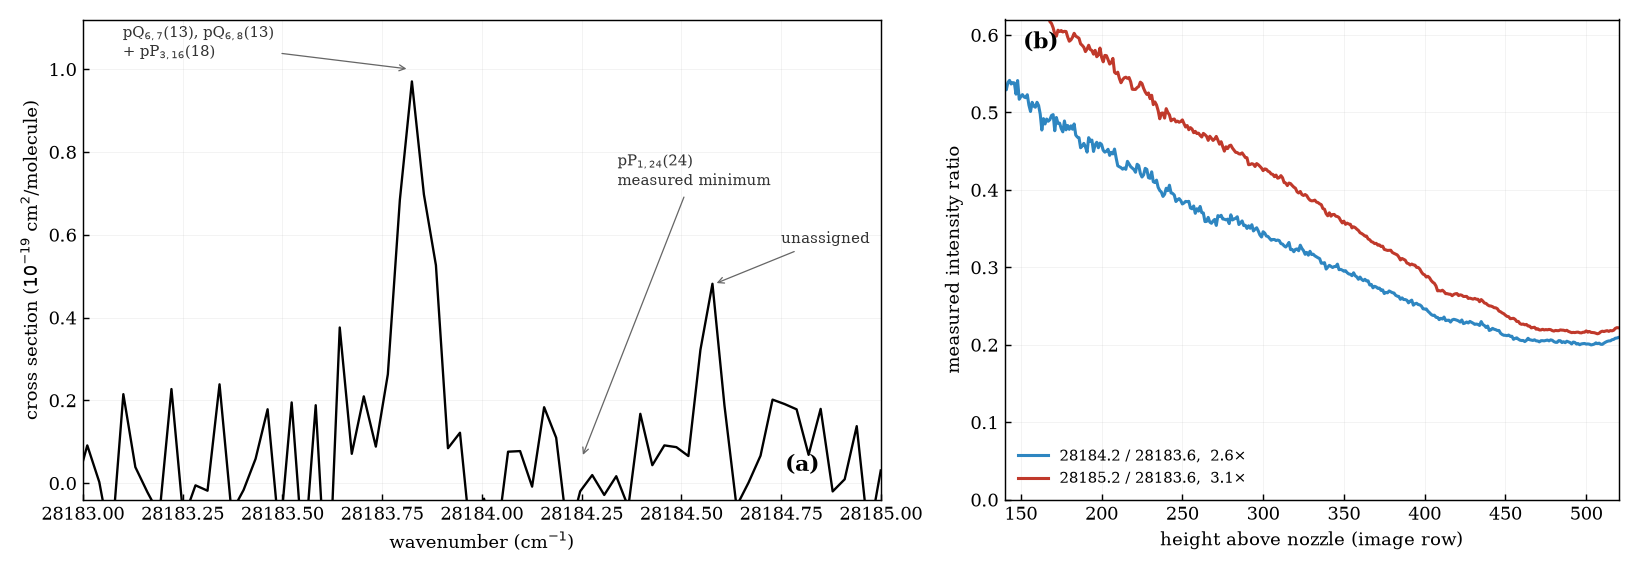 pQ₆,₇(13), pQ₆,₈(13)
+ pP₃,₁₆(18)
pP₁,₂₄(24)
measured minimum
unassigned
(a)
cross section (10⁻¹⁹ cm²/molecule)
1.0
0.8
0.6
0.4
0.2
0.0
28183.00 28183.25 28183.50 28183.75 28184.00 28184.25 28184.50 28184.75 28185.00
wavenumber (cm⁻¹)
(b)
measured intensity ratio
0.6
0.5
0.4
0.3
0.2
0.1
0.0
28184.2 / 28183.6, 2.6×
28185.2 / 28183.6, 3.1×
150 200 250 300 350 400 450 500
height above nozzle (image row)